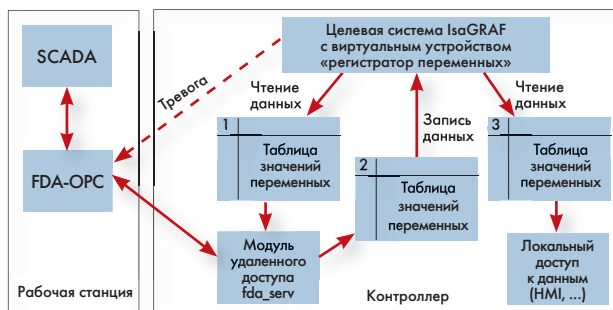 SCADA
FDA-OPC
Рабочая станция
Тревога
Целевая система IsaGRAF
с виртуальным устройством
«регистратор переменных»
Чтение
данных
Запись
данных
Чтение
данных
1
Таблица
значений
переменных
2
Таблица
значений
переменных
3
Таблица
значений
переменных
Модуль
удаленного
доступа
fda_serv
Локальный
доступ
к данным
(HMI, ...)
Контроллер